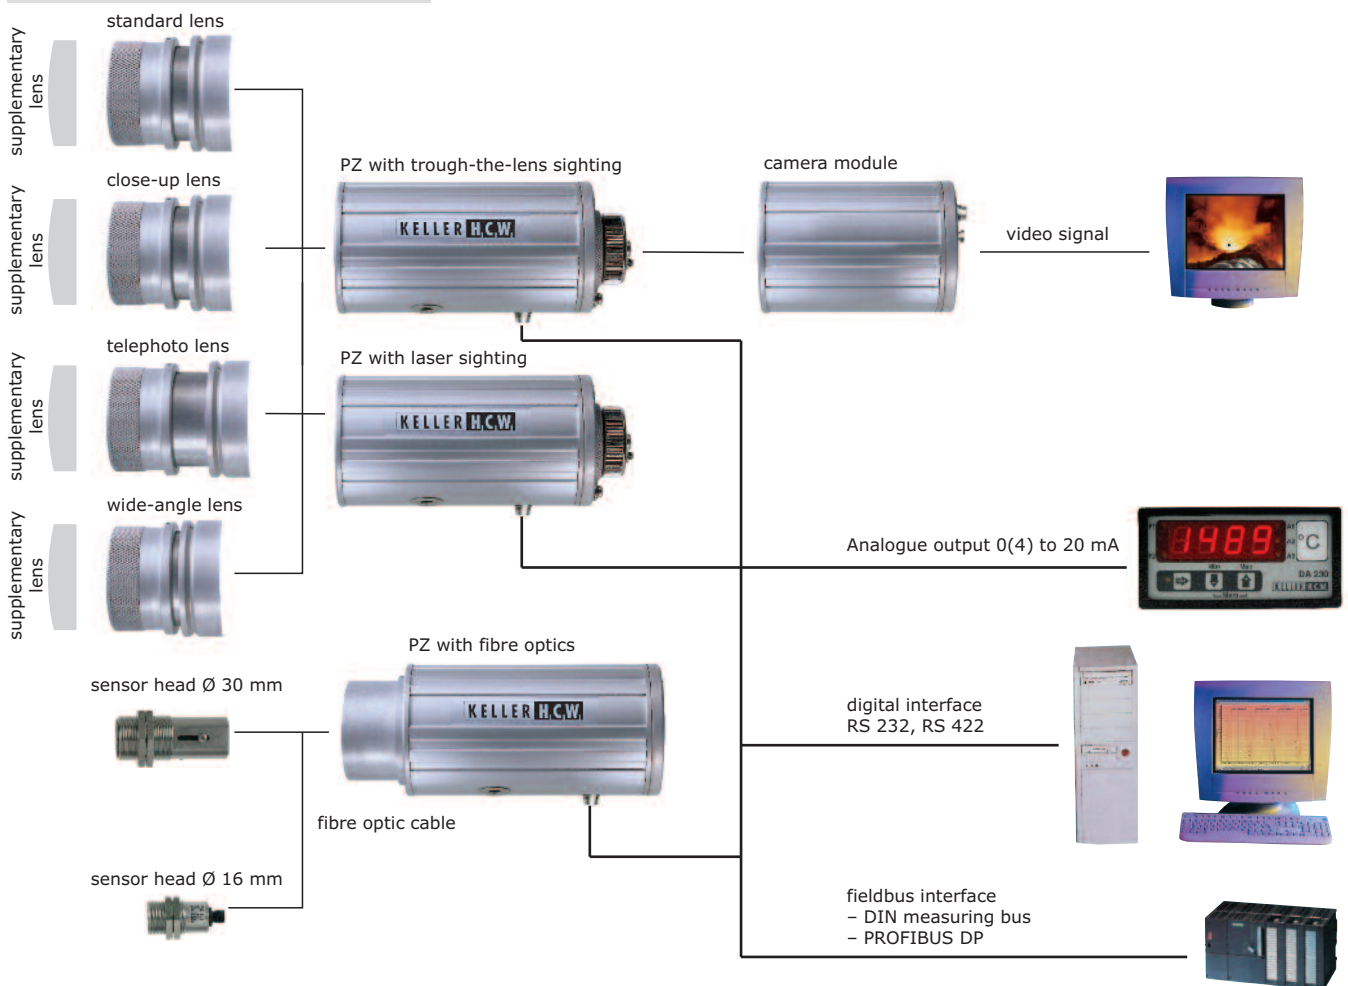 standard lens
supplementary
lens
close-up lens
supplementary
lens
telephoto lens
supplementary
lens
wide-angle lens
supplementary
lens
PZ with trough-the-lens sighting
KELLER H.C.W.
camera module
video signal
PZ with laser sighting
KELLER H.C.W.
Analogue output 0(4) to 20 mA
1489
°C
Min Max
DA 230
KELLER H.C.W.
PZ with fibre optics
KELLER H.C.W.
sensor head Ø 30 mm
fibre optic cable
sensor head Ø 16 mm
digital interface
RS 232, RS 422
fieldbus interface
– DIN measuring bus
– PROFIBUS DP